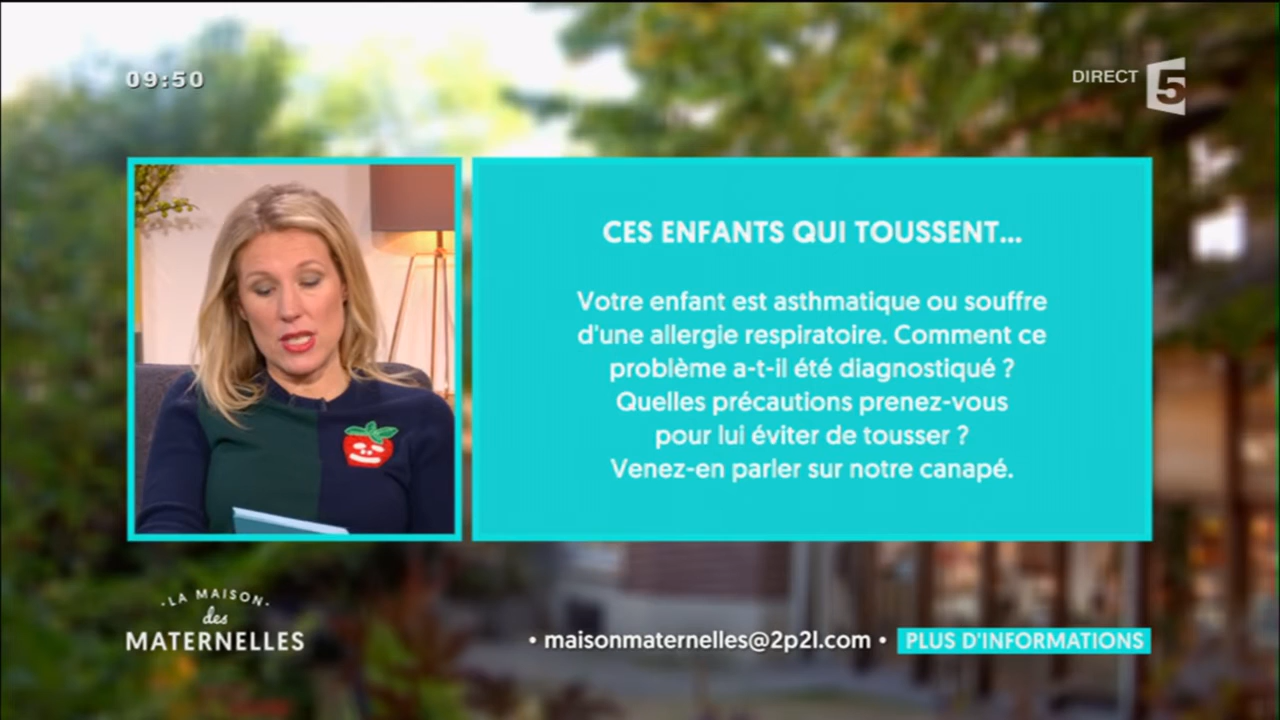 09:50
DIRECT 5
CES ENFANTS QUI TOUSSENT...
Votre enfant est asthmatique ou souffre
d'une allergie respiratoire. Comment ce
problème a-t-il été diagnostiqué ?
Quelles précautions prenez-vous
pour lui éviter de tousser ?
Venez-en parler sur notre canapé.
·LA MAISON·
des
MATERNELLES
• maisonmaternelles@2p2l.com • PLUS D'INFORMATIONS